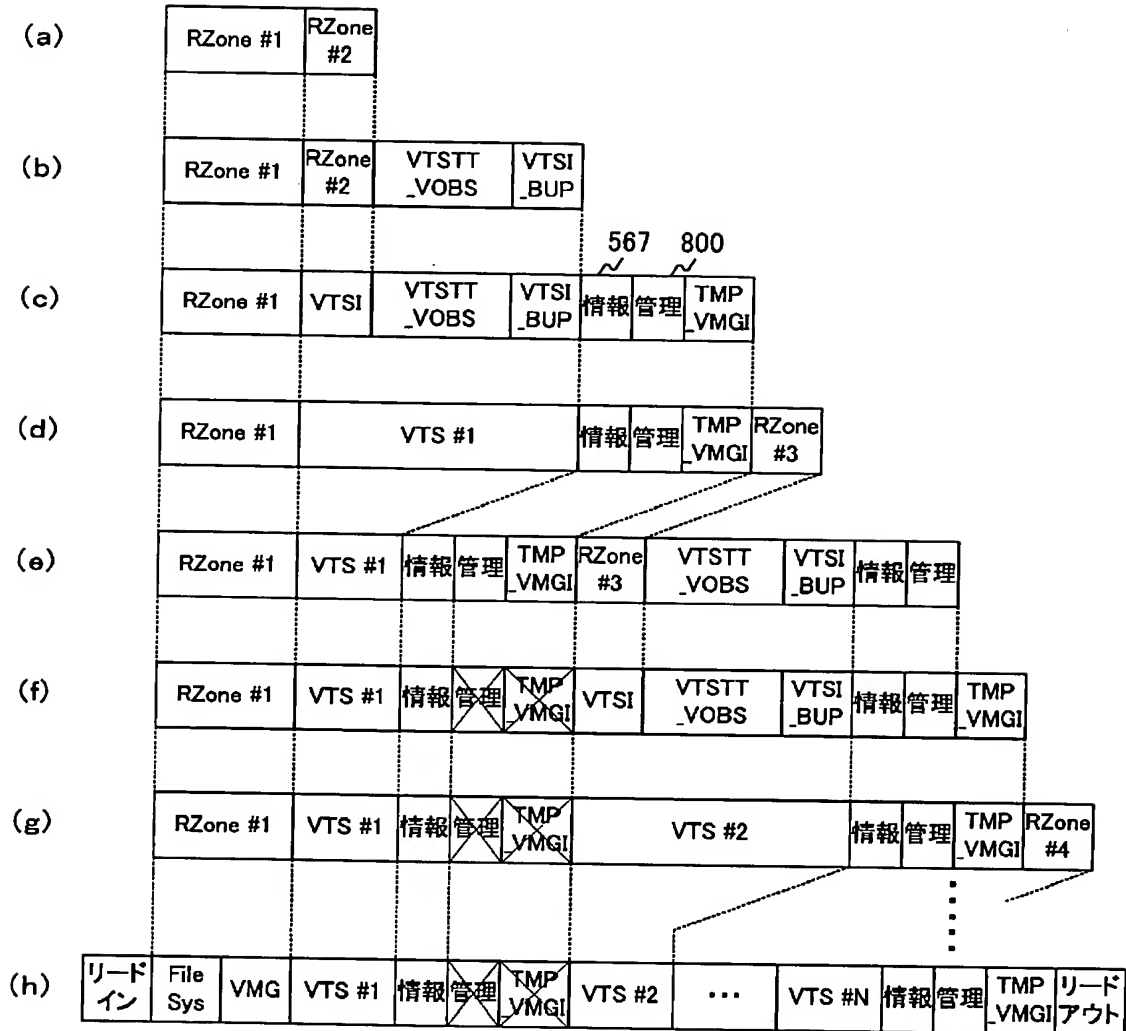 (a)
RZone #1
RZone
#2
(b)
RZone #1
RZone
#2
VTSTT
_VOBS
VTSI
_BUP
567
800
(c)
RZone #1
VTSI
VTSTT
_VOBS
VTSI
_BUP
情報
管理
TMP
_VMGI
(d)
RZone #1
VTS #1
情報
管理
TMP
_VMGI
RZone
#3
(e)
RZone #1
VTS #1
情報
管理
TMP
_VMGI
RZone
#3
VTSTT
_VOBS
VTSI
_BUP
情報
管理
(f)
RZone #1
VTS #1
情報
管理
TMP
_VMGI
VTSI
VTSTT
_VOBS
VTSI
_BUP
情報
管理
TMP
_VMGI
(g)
RZone #1
VTS #1
情報
管理
TMP
_VMGI
VTS #2
情報
管理
TMP
_VMGI
RZone
#4
(h)
リード
イン
File
Sys
VMG
VTS #1
情報
管理
TMP
_VMGI
VTS #2
･･･
VTS #N
情報
管理
TMP
_VMGI
リード
アウト